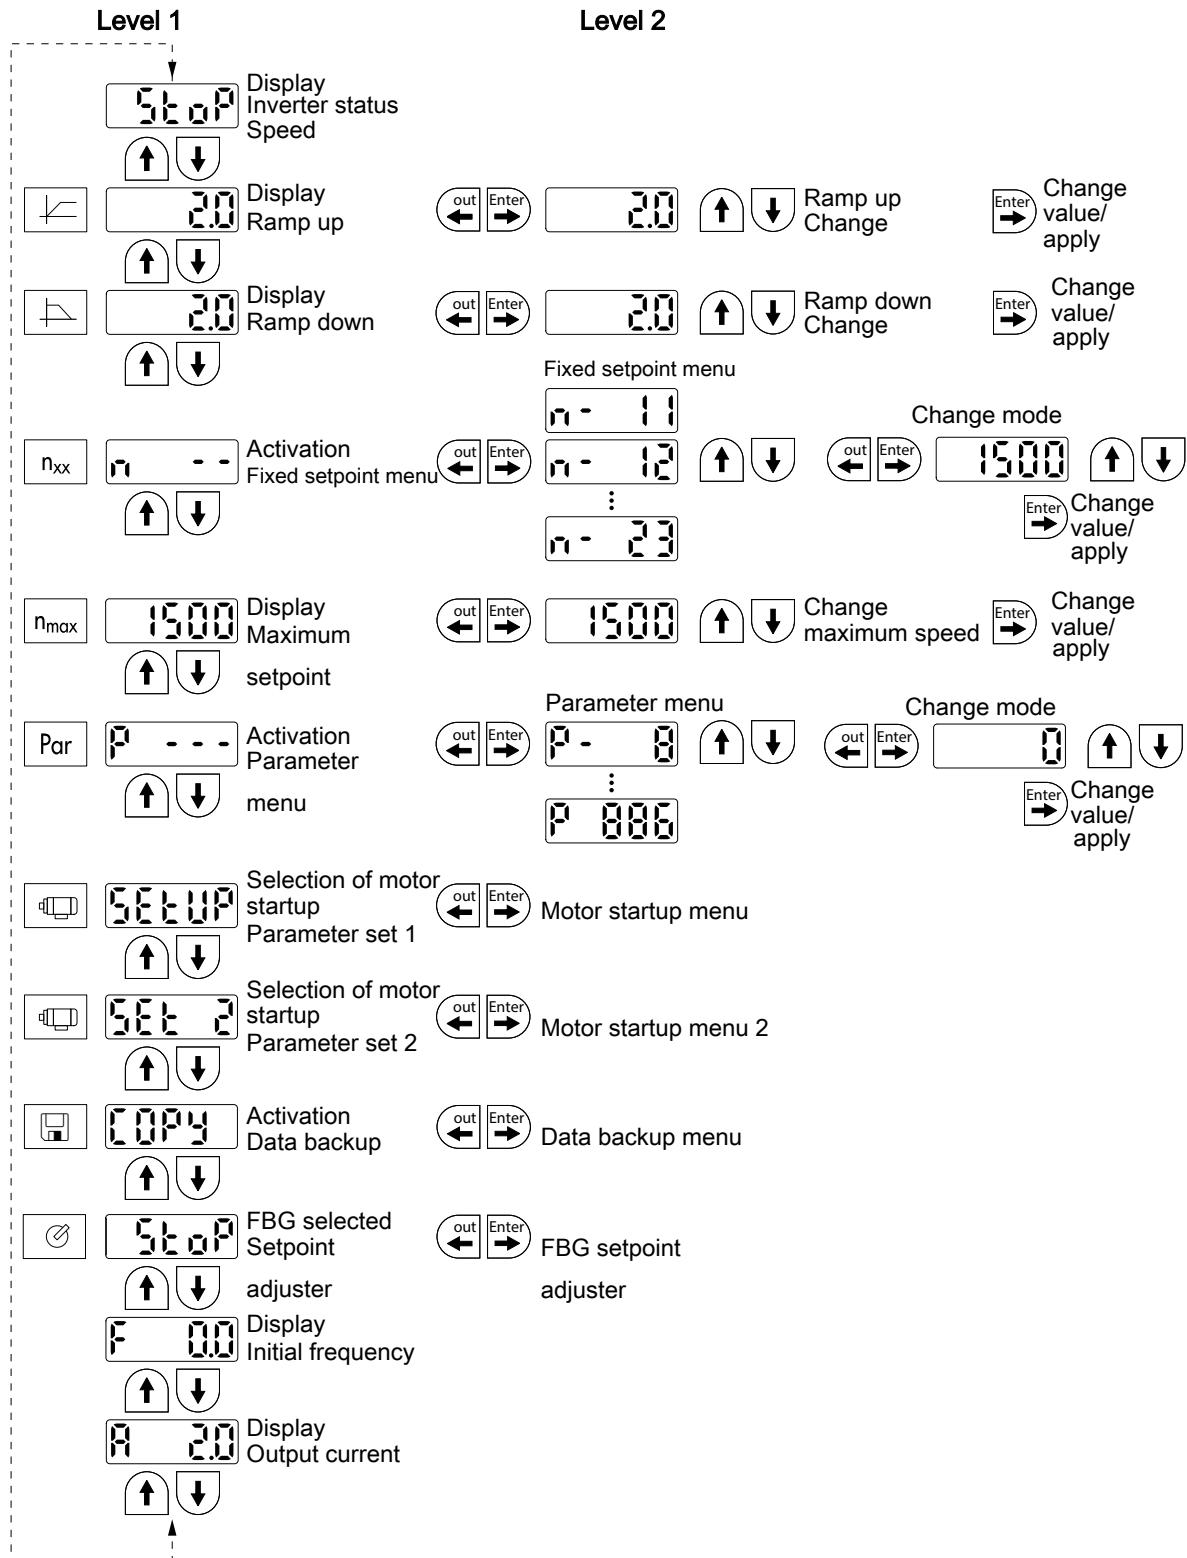 Level 1 Level 2
StoP Display
Inverter status
Speed
2.0 Display
Ramp up
out Enter 2.0 Ramp up
Change
Enter Change
value/
apply
2.0 Display
Ramp down
out Enter 2.0 Ramp down
Change
Enter Change
value/
apply
Fixed setpoint menu
n- 11
Change mode
nxx n -- Activation
Fixed setpoint menu
out Enter n- 12 out Enter 1500
n- 23
Enter Change
value/
apply
nmax 1500 Display
Maximum
setpoint
out Enter 1500 Change
maximum speed
Enter Change
value/
apply
Parameter menu Change mode
Par P --- Activation
Parameter
menu
out Enter P- 8 out Enter 0
P 886
Enter Change
value/
apply
SEtUP Selection of motor
startup
Parameter set 1
out Enter Motor startup menu
SEt 2 Selection of motor
startup
Parameter set 2
out Enter Motor startup menu 2
COPY Activation
Data backup
out Enter Data backup menu
StoP FBG selected
Setpoint
adjuster
out Enter FBG setpoint
adjuster
F 0.0 Display
Initial frequency
A 2.0 Display
Output current